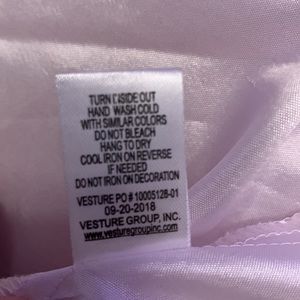 TURN INSIDE OUT
HAND WASH COLD
WITH SIMILAR COLORS
DO NOT BLEACH
HANG TO DRY
COOL IRON ON REVERSE
IF NEEDED
DO NOT IRON ON DECORATION
VESTURE PO # 10005128-01
09-20-2018
VESTURE GROUP, INC.
www.vesturegroupinc.com